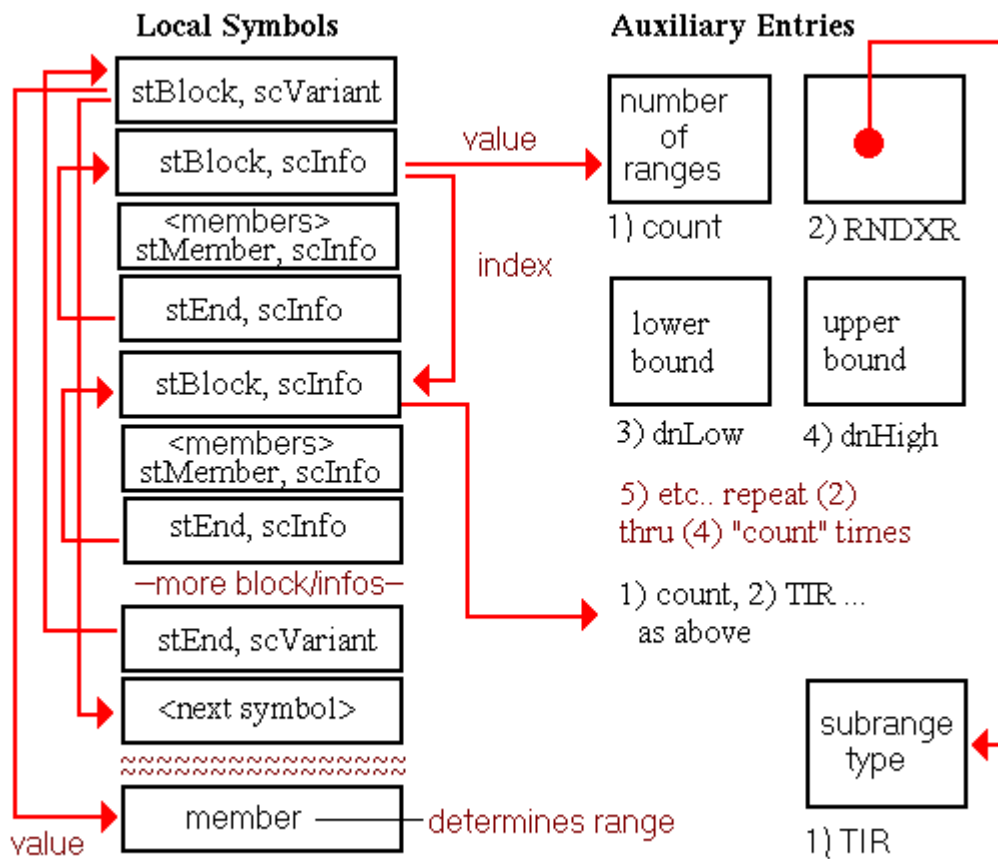 Local Symbols
stBlock, scVariant
stBlock, scInfo
<members>
stMember, scInfo
stEnd, scInfo
stBlock, scInfo
<members>
stMember, scInfo
stEnd, scInfo
—more block/infos—
stEnd, scVariant
<next symbol>
≈≈≈≈≈≈≈≈≈≈≈≈≈≈≈≈
member
determines range
value
value
index
Auxiliary Entries
number
of
ranges
1) count
2) RNDXR
lower
bound
3) dnLow
upper
bound
4) dnHigh
5) etc.. repeat (2)
thru (4) "count" times
1) count, 2) TIR ...
as above
subrange
type
1) TIR